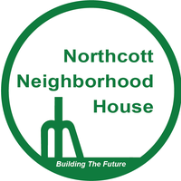 Northcott
Neighborhood
House
Building The Future